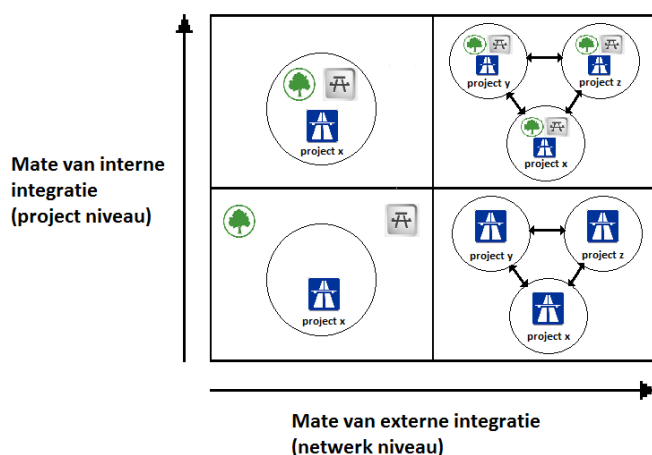 project y
project z
project x
project x
Mate van interne
integratie
(project niveau)
project y
project z
project x
project x
Mate van externe integratie
(netwerk niveau)